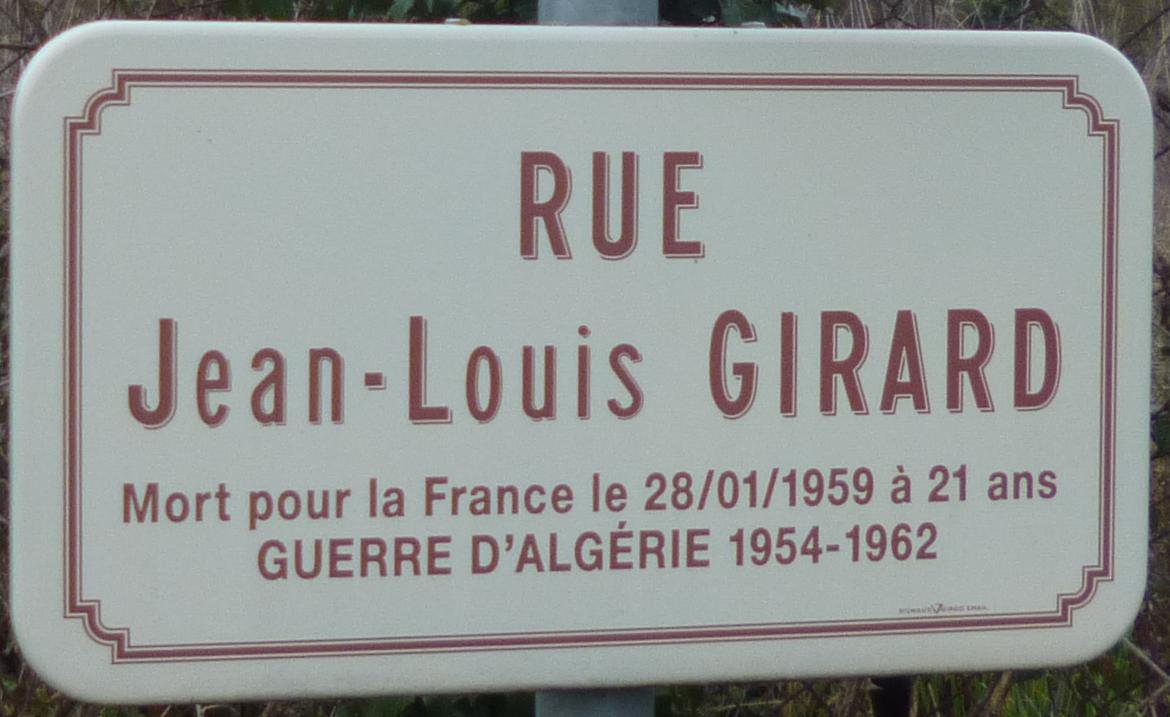 RUE
Jean-Louis GIRARD
Mort pour la France le 28/01/1959 à 21 ans
GUERRE D'ALGÉRIE 1954-1962